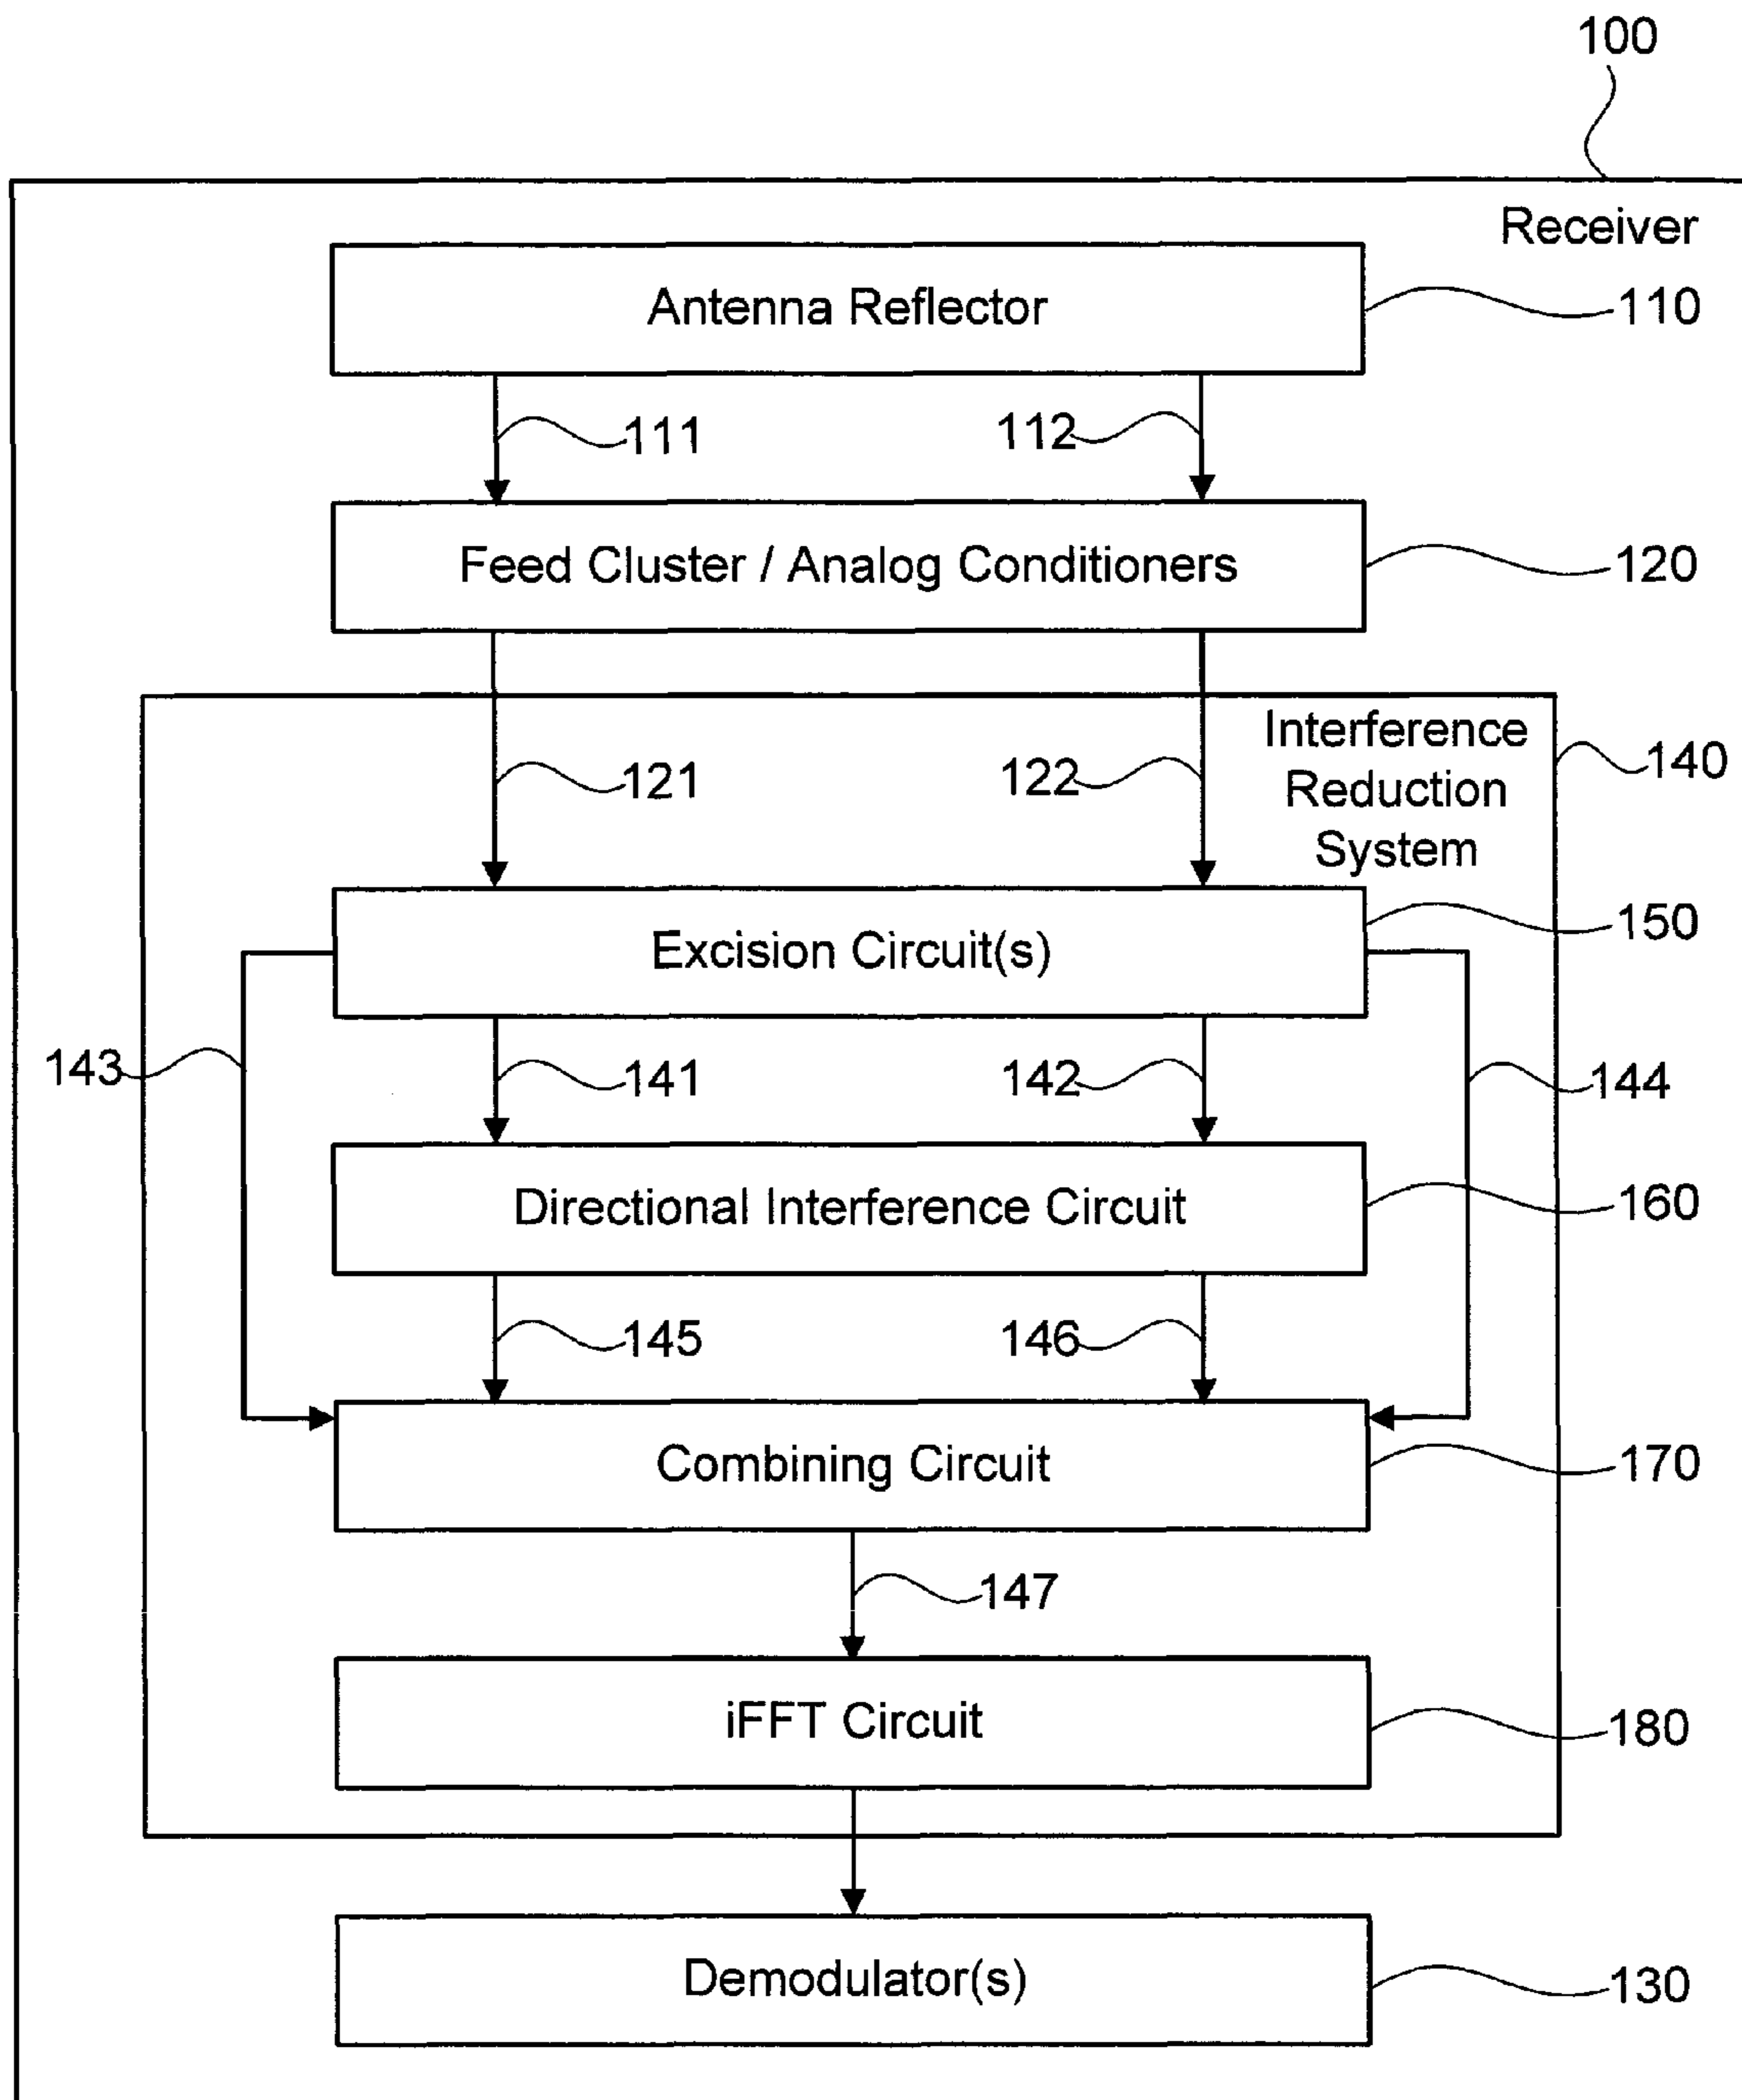 100
Receiver
Antenna Reflector
110
111
112
Feed Cluster / Analog Conditioners
120
Interference
Reduction
System
121
122
140
Excision Circuit(s)
150
143
141
142
144
Directional Interference Circuit
160
145
146
Combining Circuit
170
147
iFFT Circuit
180
Demodulator(s)
130